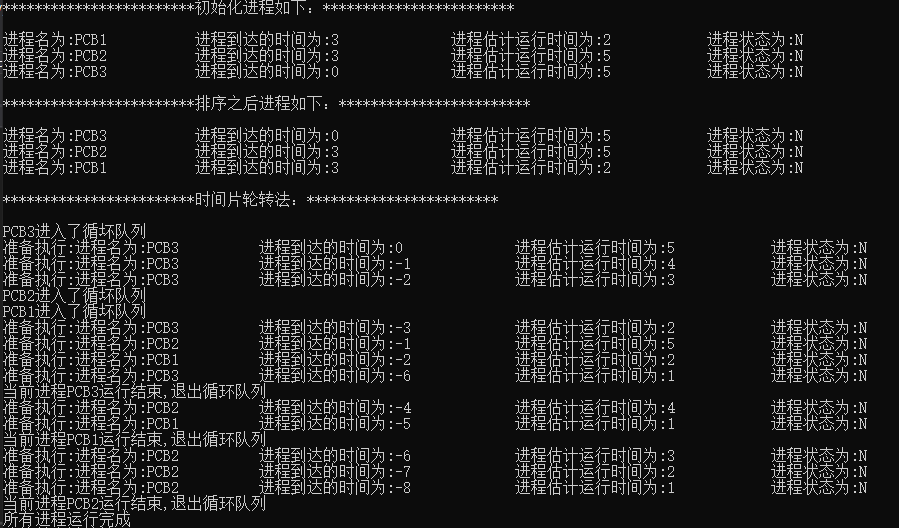 ************************初始化进程如下：************************
进程名为:PCB1 进程到达的时间为:3 进程估计运行时间为:2 进程状态为:N
进程名为:PCB2 进程到达的时间为:3 进程估计运行时间为:5 进程状态为:N
进程名为:PCB3 进程到达的时间为:0 进程估计运行时间为:5 进程状态为:N
************************排序之后进程如下：************************
进程名为:PCB3 进程到达的时间为:0 进程估计运行时间为:5 进程状态为:N
进程名为:PCB2 进程到达的时间为:3 进程估计运行时间为:5 进程状态为:N
进程名为:PCB1 进程到达的时间为:3 进程估计运行时间为:2 进程状态为:N
************************时间片轮转法：************************
PCB3进入了循坏队列
准备执行:进程名为:PCB3 进程到达的时间为:0 进程估计运行时间为:5 进程状态为:N
准备执行:进程名为:PCB3 进程到达的时间为:-1 进程估计运行时间为:4 进程状态为:N
准备执行:进程名为:PCB3 进程到达的时间为:-2 进程估计运行时间为:3 进程状态为:N
PCB2进入了循坏队列
PCB1进入了循坏队列
准备执行:进程名为:PCB3 进程到达的时间为:-3 进程估计运行时间为:2 进程状态为:N
准备执行:进程名为:PCB2 进程到达的时间为:-1 进程估计运行时间为:5 进程状态为:N
准备执行:进程名为:PCB1 进程到达的时间为:-2 进程估计运行时间为:2 进程状态为:N
准备执行:进程名为:PCB3 进程到达的时间为:-6 进程估计运行时间为:1 进程状态为:N
当前进程PCB3运行结束,退出循环队列
准备执行:进程名为:PCB2 进程到达的时间为:-4 进程估计运行时间为:4 进程状态为:N
准备执行:进程名为:PCB1 进程到达的时间为:-5 进程估计运行时间为:1 进程状态为:N
当前进程PCB1运行结束,退出循环队列
准备执行:进程名为:PCB2 进程到达的时间为:-6 进程估计运行时间为:3 进程状态为:N
准备执行:进程名为:PCB2 进程到达的时间为:-7 进程估计运行时间为:2 进程状态为:N
准备执行:进程名为:PCB2 进程到达的时间为:-8 进程估计运行时间为:1 进程状态为:N
当前进程PCB2运行结束,退出循环队列
所有进程运行完成